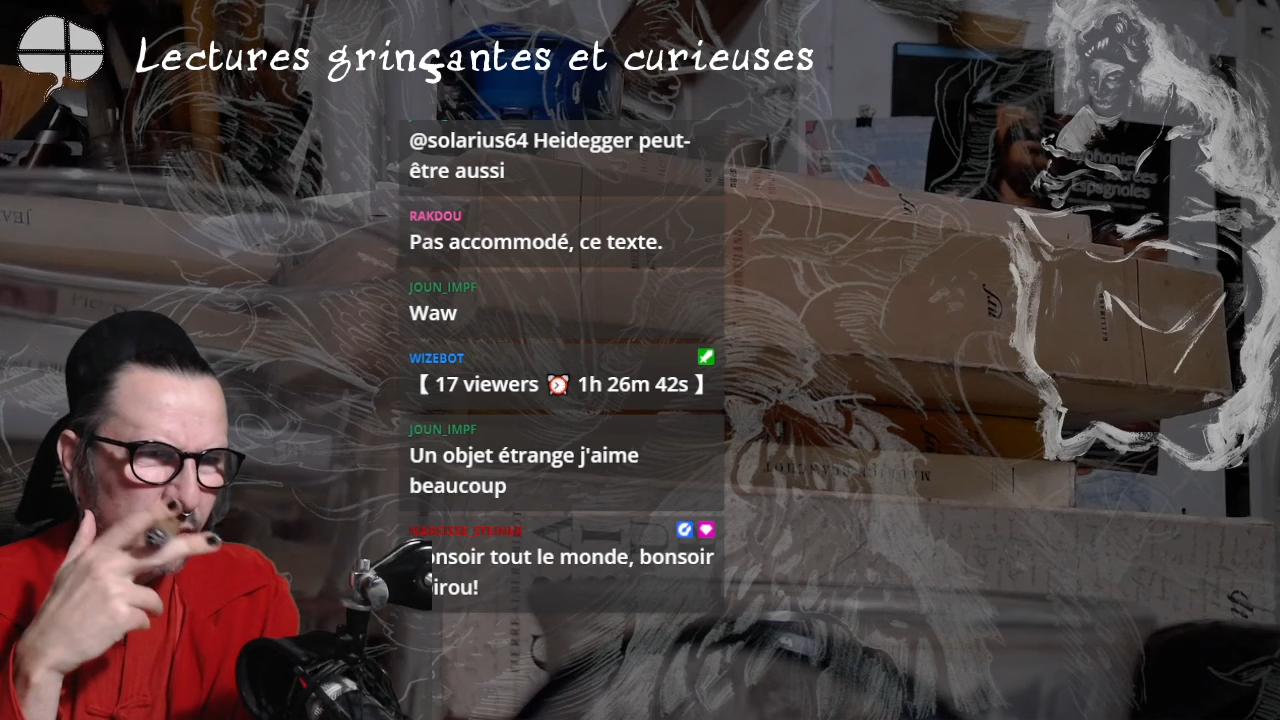 Lectures grinçantes et curieuses
@solarius64 Heidegger peut-
être aussi
RAKDOU
Pas accommodé, ce texte.
JOUN_IMPF
Waw
WIZEBOT
【 17 viewers ⏰ 1h 26m 42s 】
JOUN_IMPF
Un objet étrange j'aime
beaucoup
onsoir tout le monde, bonsoir
irou!
Espagnoles